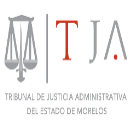 TJA
TRIBUNAL DE JUSTICIA ADMINISTRATIVA
DEL ESTADO DE MORELOS